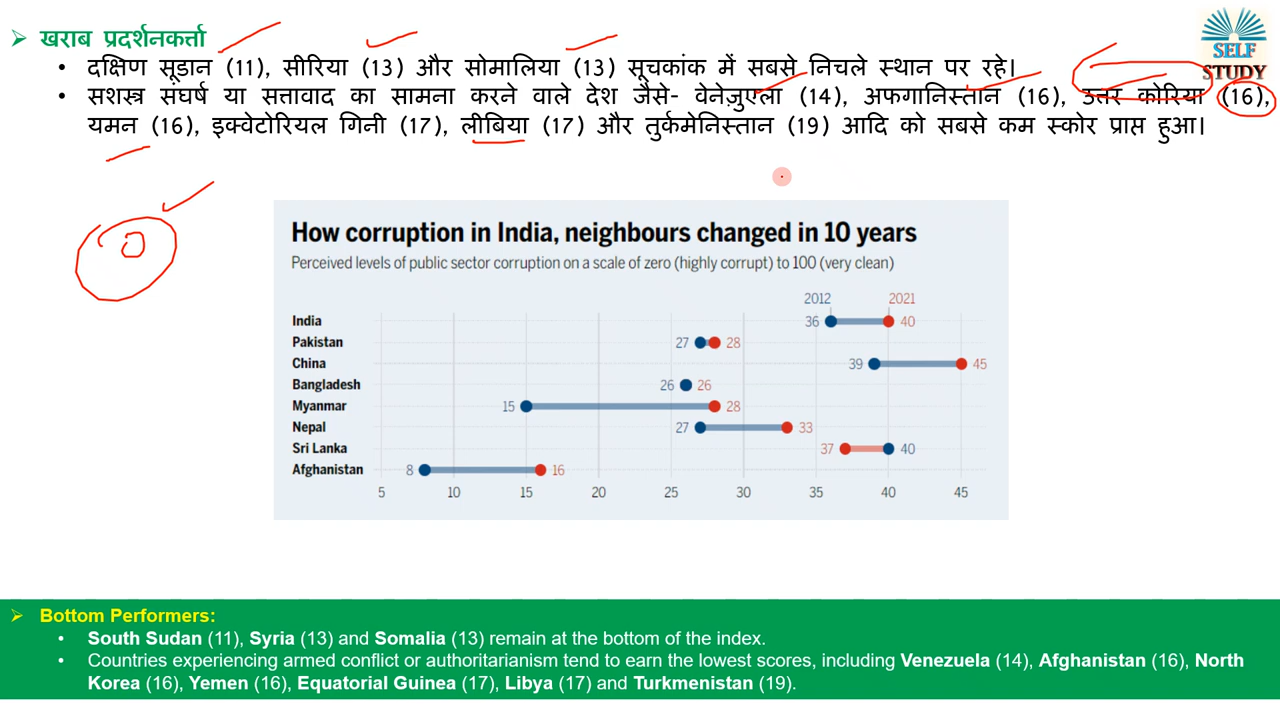 ➢ खराब प्रदर्शनकर्त्ता
SELF
STUDY
• दक्षिण सूडान (11), सीरिया (13) और सोमालिया (13) सूचकांक में सबसे निचले स्थान पर रहे।
• सशस्त्र संघर्ष या सत्तावाद का सामना करने वाले देश जैसे- वेनेज़ुएला (14), अफगानिस्तान (16), उत्तर कोरिया (16),
यमन (16), इक्वेटोरियल गिनी (17), लीबिया (17) और तुर्कमेनिस्तान (19) आदि को सबसे कम स्कोर प्राप्त हुआ।
How corruption in India, neighbours changed in 10 years
Perceived levels of public sector corruption on a scale of zero (highly corrupt) to 100 (very clean)
2012 2021
India 36 40
Pakistan 27 28
China 39 45
Bangladesh 26 26
Myanmar 15 28
Nepal 27 33
Sri Lanka 37 40
Afghanistan 8 16
5 10 15 20 25 30 35 40 45
➢ Bottom Performers:
• South Sudan (11), Syria (13) and Somalia (13) remain at the bottom of the index.
• Countries experiencing armed conflict or authoritarianism tend to earn the lowest scores, including Venezuela (14), Afghanistan (16), North
Korea (16), Yemen (16), Equatorial Guinea (17), Libya (17) and Turkmenistan (19).